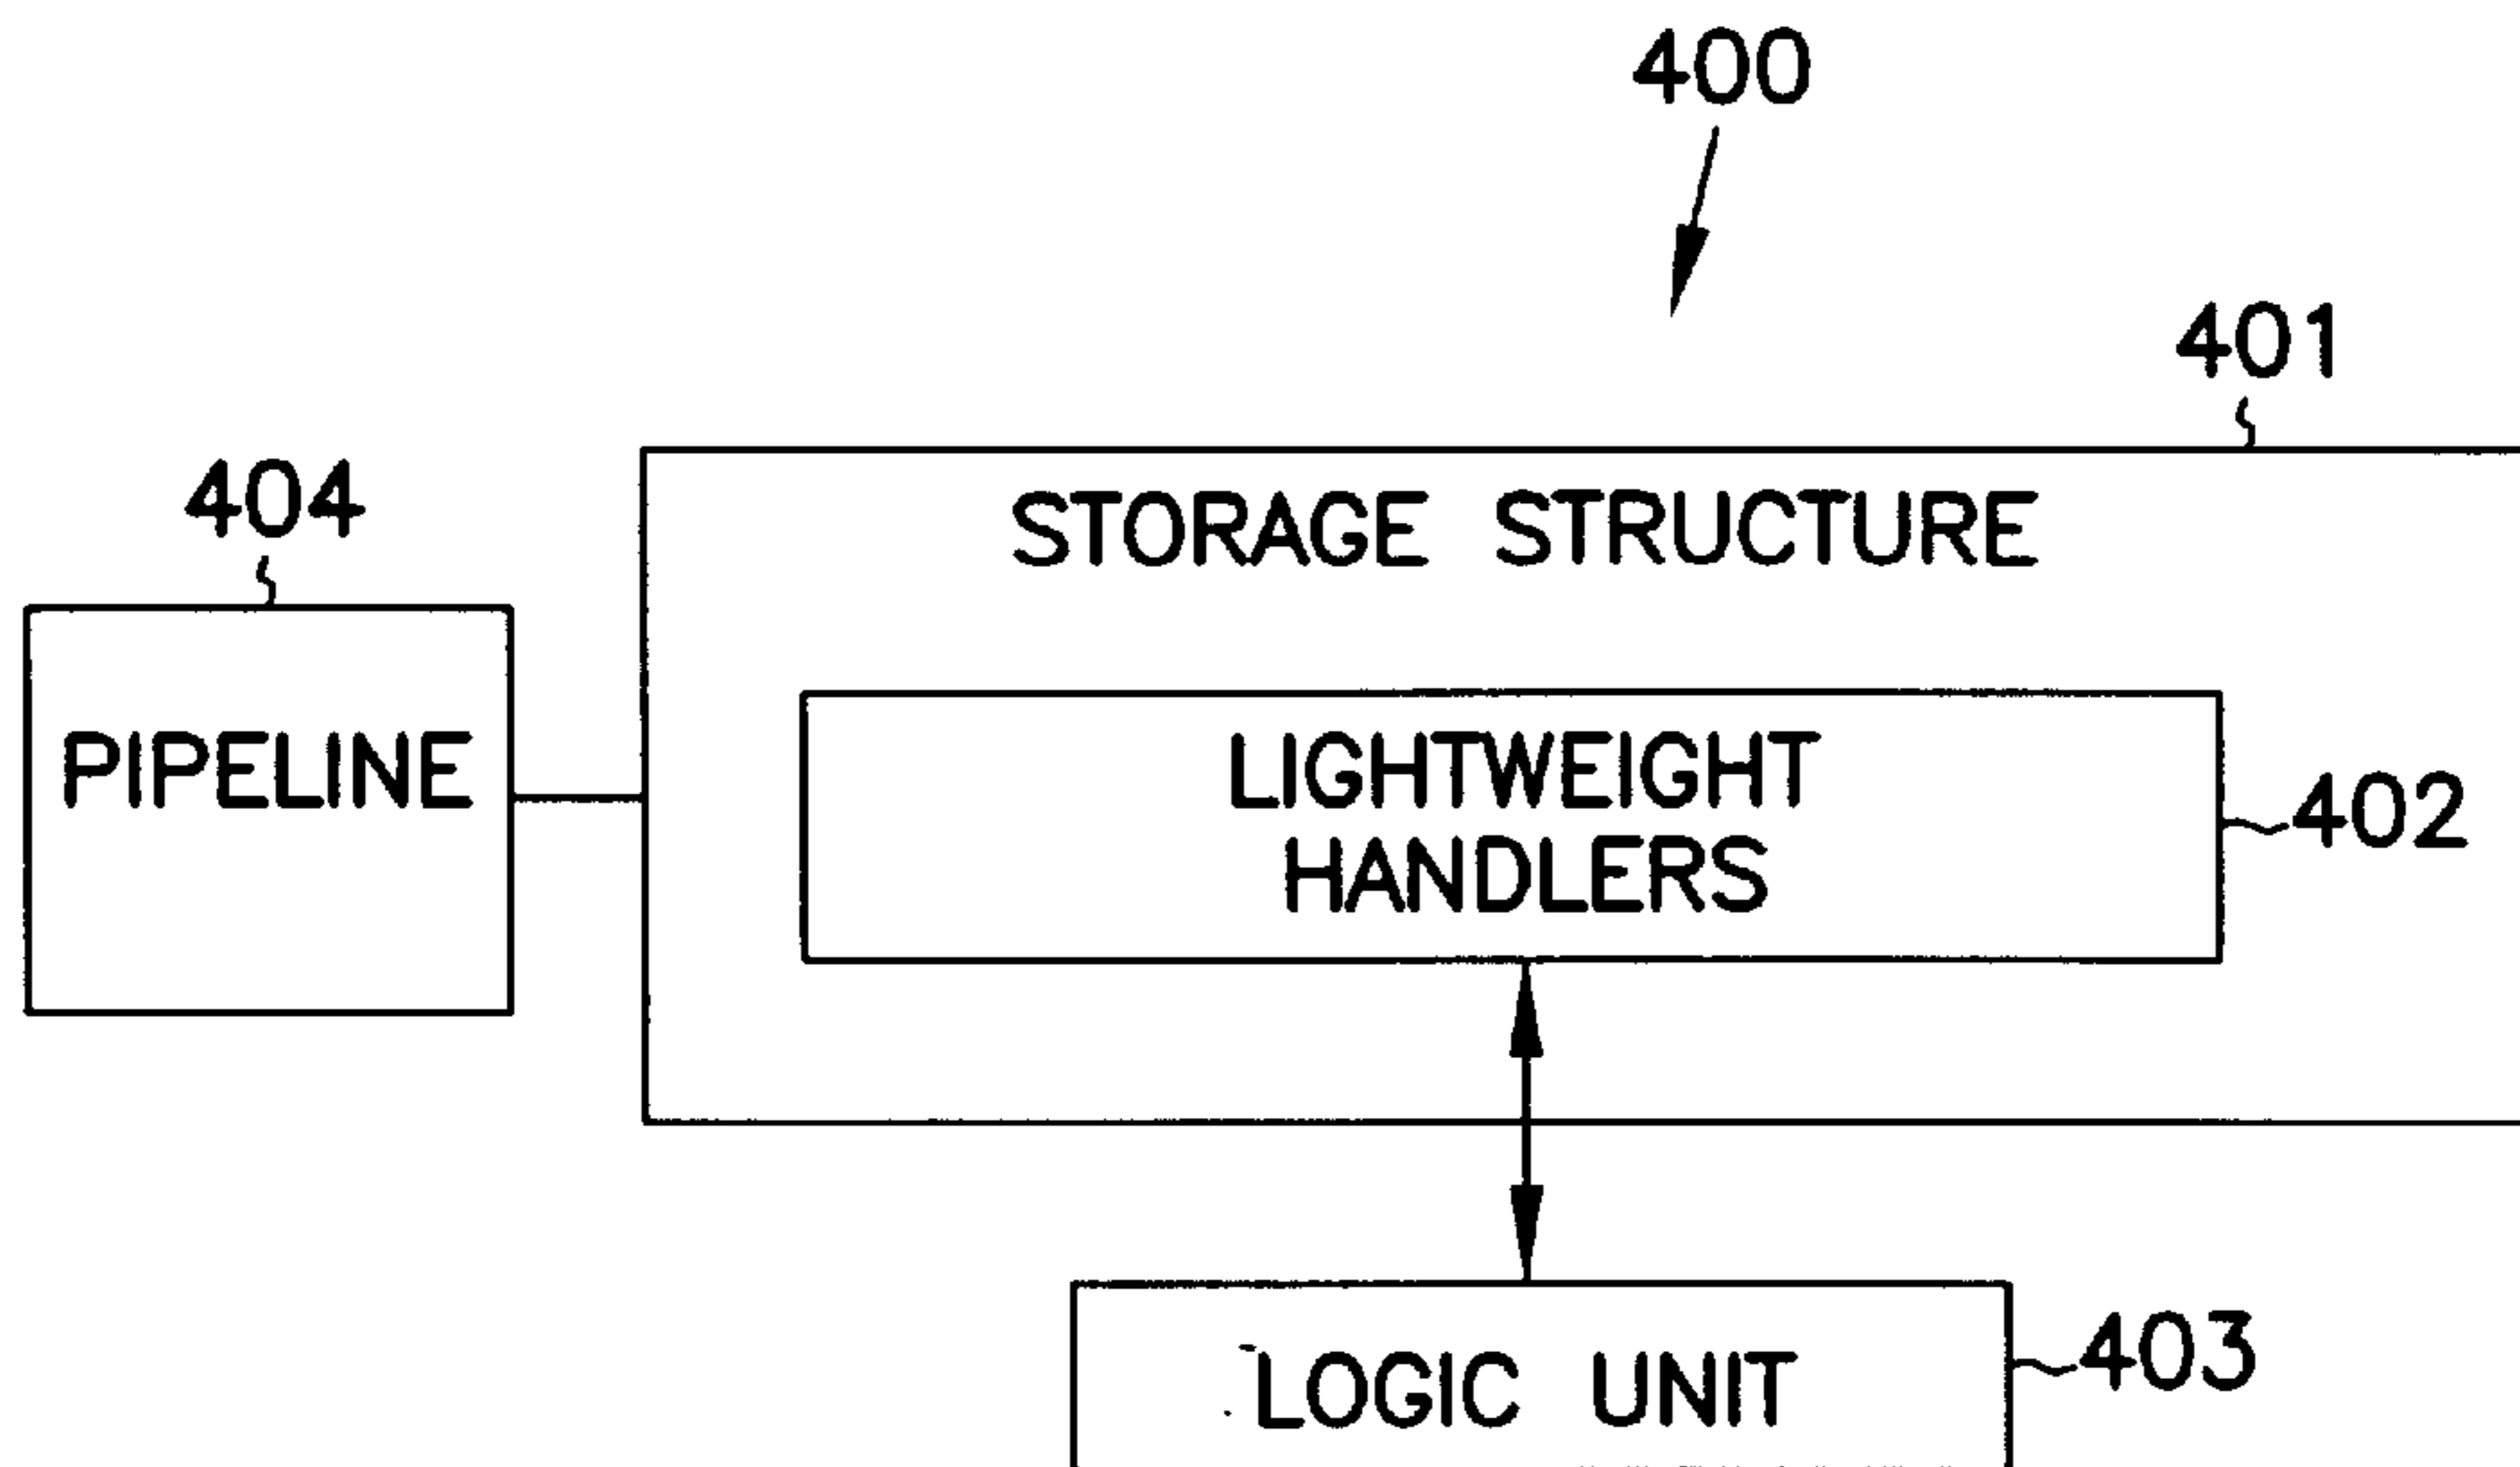 400
401
404
STORAGE STRUCTURE
PIPELINE
LIGHTWEIGHT
HANDLERS
402
403
LOGIC UNIT